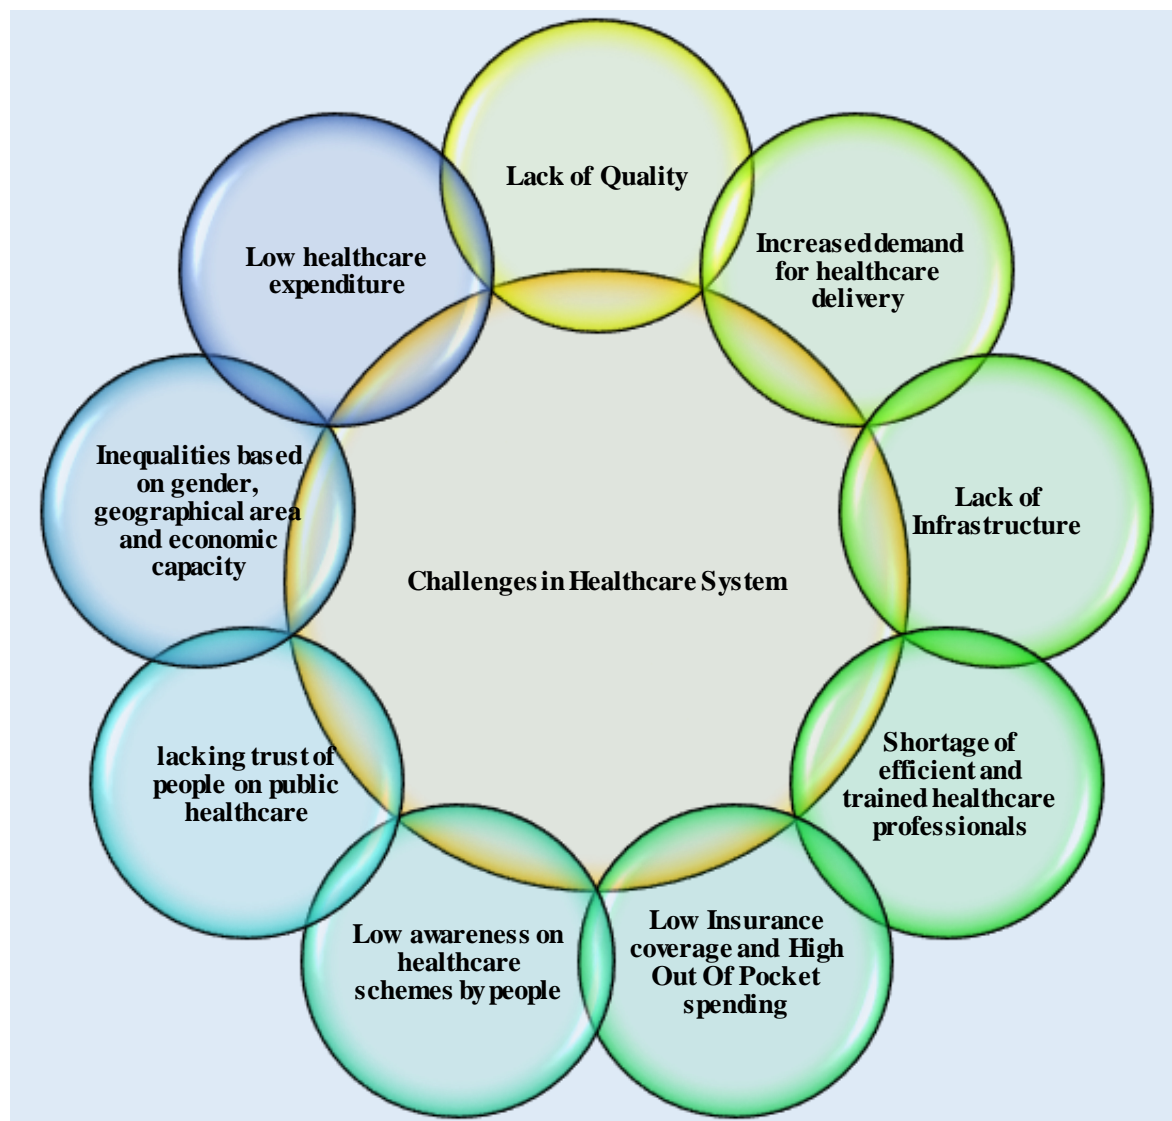 Lack of Quality
Increased demand
for healthcare
delivery
Lack of
Infrastructure
Shortage of
efficient and
trained healthcare
professionals
Low Insurance
coverage and High
Out Of Pocket
spending
Low awareness on
healthcare
schemes by people
lacking trust of
people on public
healthcare
Inequalities based
on gender,
geographical area
and economic
capacity
Low healthcare
expenditure
Challenges in Healthcare System